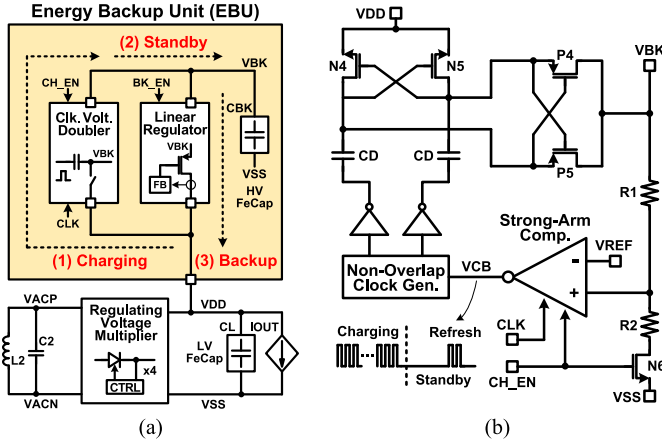 Energy Backup Unit (EBU)
(2) Standby
CH_EN
BK_EN
VBK
Clk. Volt.
Doubler
VBK
CLK
Linear
Regulator
VBK
FB
CBK
VSS
HV
FeCap
(1) Charging
(3) Backup
VACP
VACN
L2
C2
Regulating
Voltage
Multiplier
x4
CTRL
VDD
CL
IOUT
LV
FeCap
VSS
(a)
VDD
N4
N5
P4
P5
VBK
CD
CD
R1
Strong-Arm
Comp.
VREF
-
+
Non-Overlap
Clock Gen.
VCB
R2
CLK
CH_EN
N6
VSS
Charging
Refresh
Standby
(b)